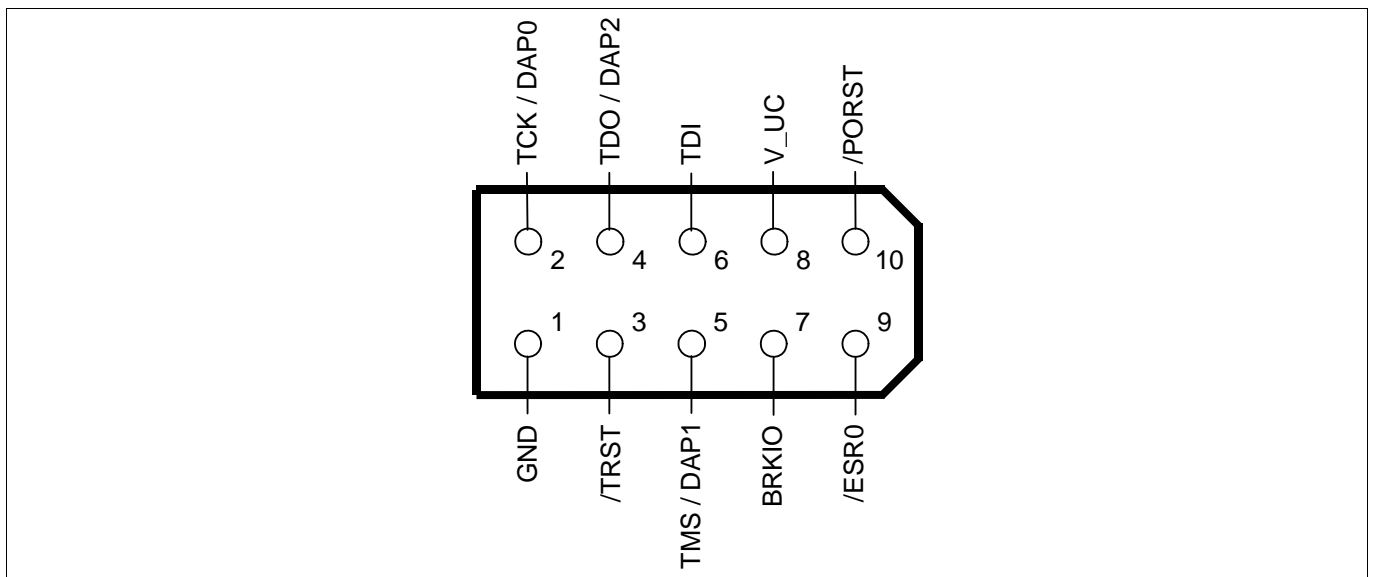 TCK / DAP0
TDO / DAP2
TDI
V_UC
/PORST
2
4
6
8
10
1
3
5
7
9
GND
/TRST
TMS / DAP1
BRKIO
/ESR0